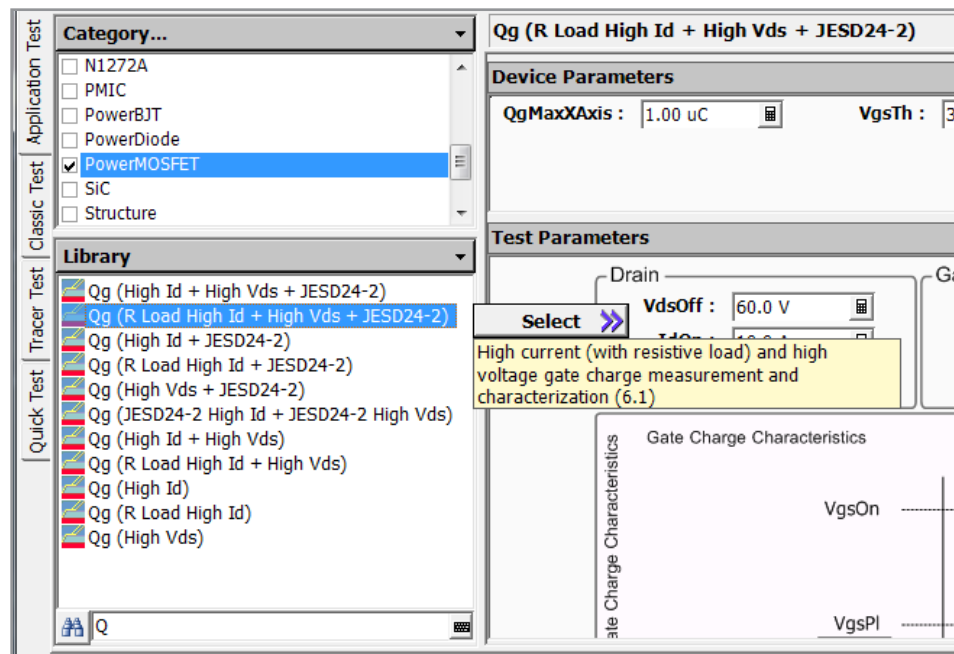 Application Test
Classic Test
Tracer Test
Quick Test
Category...
N1272A
PMIC
PowerBJT
PowerDiode
PowerMOSFET
SiC
Structure
Library
Qg (High Id + High Vds + JESD24-2)
Qg (R Load High Id + High Vds + JESD24-2)
Qg (High Id + JESD24-2)
Qg (R Load High Id + JESD24-2)
Qg (High Vds + JESD24-2)
Qg (JESD24-2 High Id + JESD24-2 High Vds)
Qg (High Id + High Vds)
Qg (R Load High Id + High Vds)
Qg (High Id)
Qg (R Load High Id)
Qg (High Vds)
Q
Qg (R Load High Id + High Vds + JESD24-2)
Device Parameters
QgMaxXAxis : 1.00 uC VgsTh : 3
Test Parameters
Drain
VdsOff : 60.0 V
Select
High current (with resistive load) and high
voltage gate charge measurement and
characterization (6.1)
Gate Charge Characteristics
Charge Characteristics
VgsOn
VgsPl